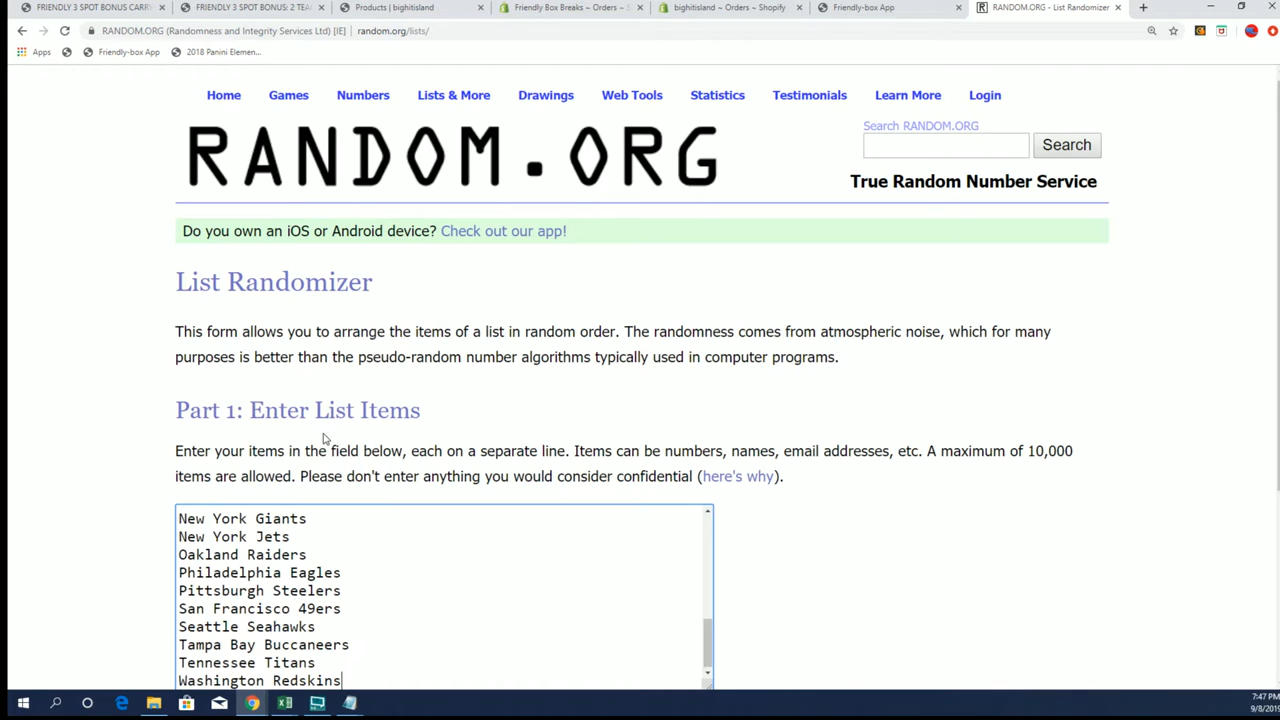 FRIENDLY 3 SPOT BONUS CARRY
FRIENDLY 3 SPOT BONUS: 2 TEA
Products | bighitisland
Friendly Box Breaks ~ Orders ~ S
bighitisland ~ Orders ~ Shopify
Friendly-box App
RANDOM.ORG - List Randomizer
RANDOM.ORG (Randomness and Integrity Services Ltd) [IE] | random.org/lists/
Apps
Friendly-box App
2018 Panini Elemen...
Home
Games
Numbers
Lists & More
Drawings
Web Tools
Statistics
Testimonials
Learn More
Login
RANDOM.ORG
Search RANDOM.ORG
Search
True Random Number Service
Do you own an iOS or Android device? Check out our app!
List Randomizer
This form allows you to arrange the items of a list in random order. The randomness comes from atmospheric noise, which for many
purposes is better than the pseudo-random number algorithms typically used in computer programs.
Part 1: Enter List Items
Enter your items in the field below, each on a separate line. Items can be numbers, names, email addresses, etc. A maximum of 10,000
items are allowed. Please don't enter anything you would consider confidential (here's why).
New York Giants
New York Jets
Oakland Raiders
Philadelphia Eagles
Pittsburgh Steelers
San Francisco 49ers
Seattle Seahawks
Tampa Bay Buccaneers
Tennessee Titans
Washington Redskins
7:47 PM
9/8/201